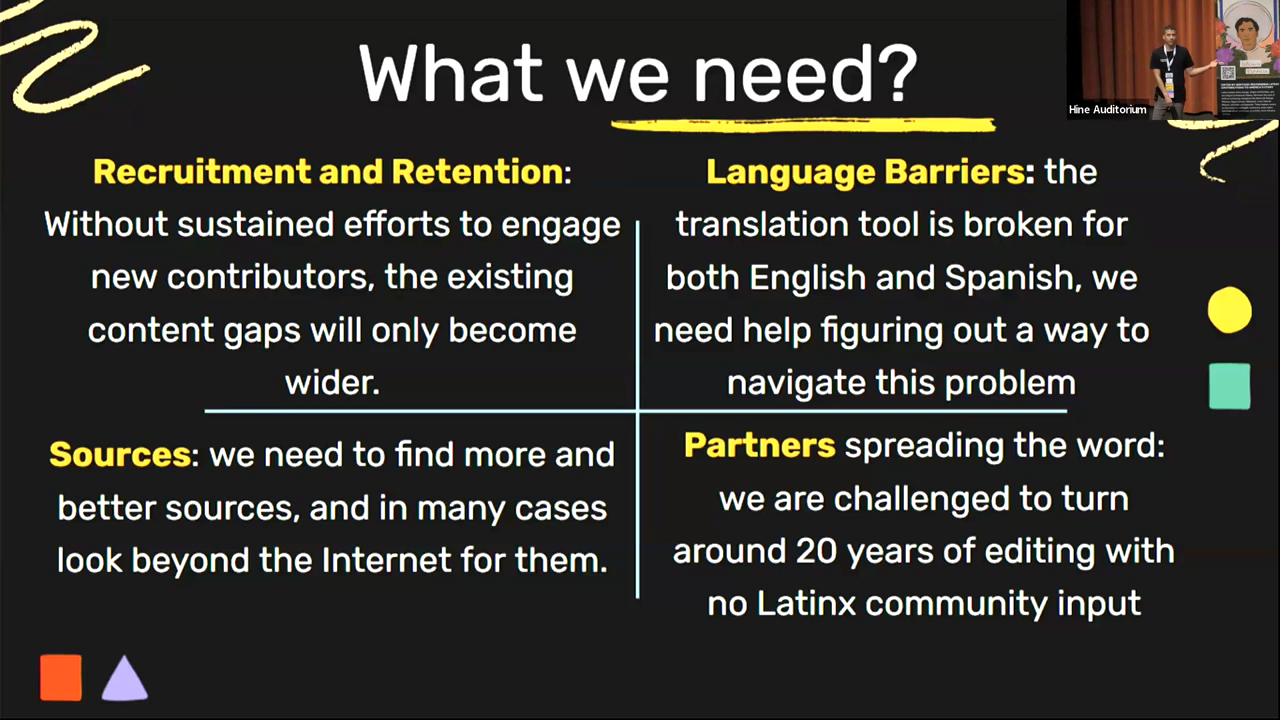 What we need?
Hine Auditorium
Recruitment and Retention:
Without sustained efforts to engage
new contributors, the existing
content gaps will only become
wider.
Language Barriers: the
translation tool is broken for
both English and Spanish, we
need help figuring out a way to
navigate this problem
Sources: we need to find more and
better sources, and in many cases
look beyond the Internet for them.
Partners spreading the word:
we are challenged to turn
around 20 years of editing with
no Latinx community input